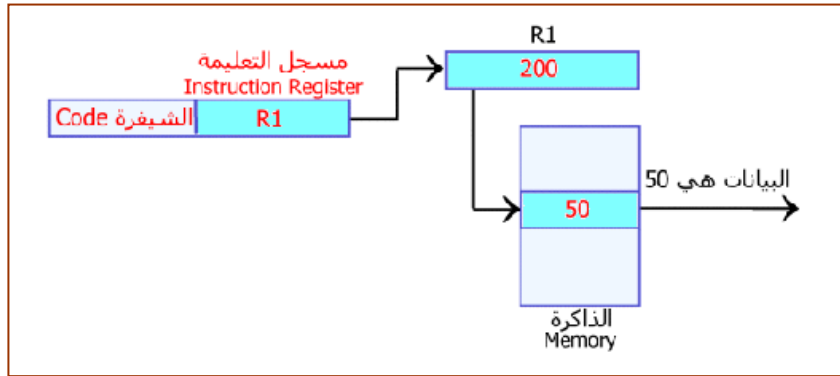 مسجل التعليمة
Instruction Register
الشيفرة Code
R1
R1
200
50
البيانات هي 50
الذاكرة
Memory